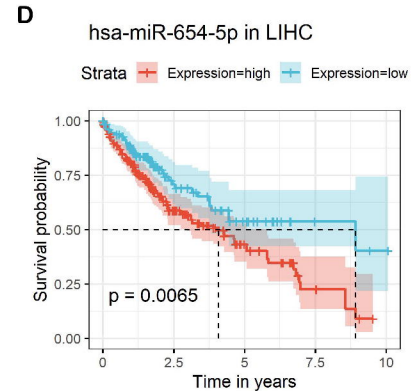 D
hsa-miR-654-5p in LIHC
Strata Expression=high Expression=low
Survival probability
1.00
0.75
0.50
0.25
0.00
p = 0.0065
0 2.5 5 7.5 10
Time in years